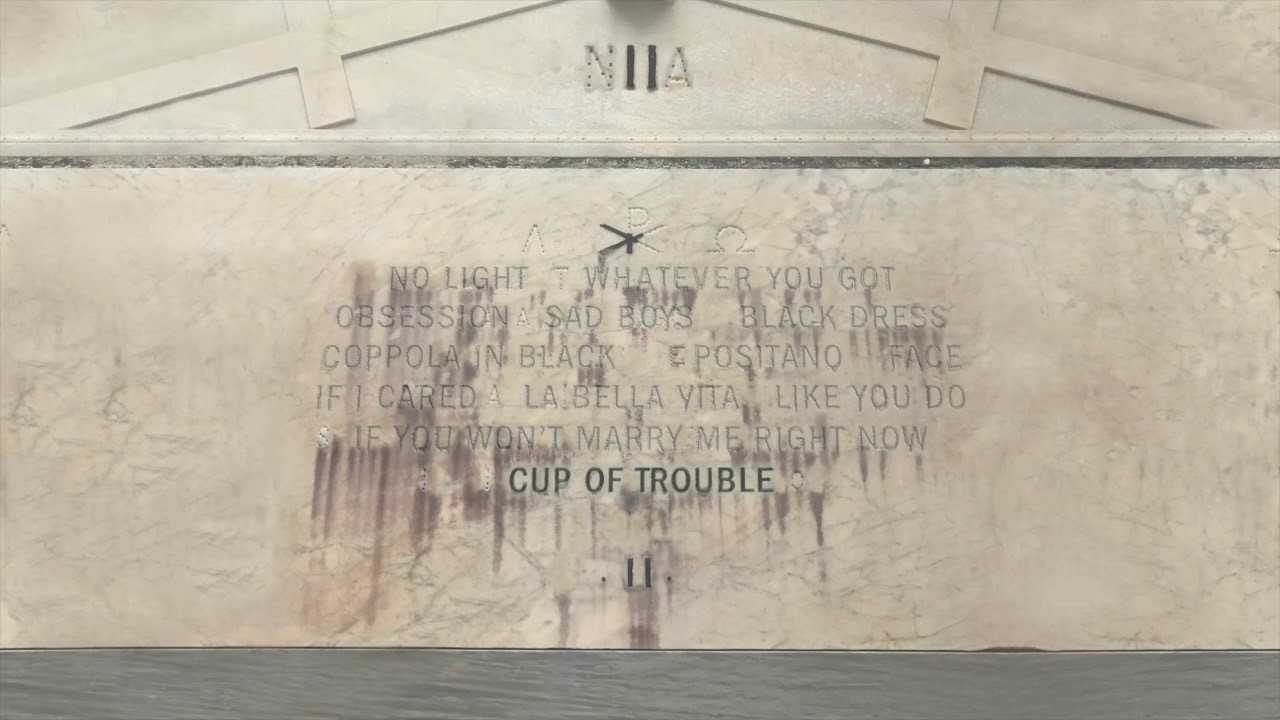 NIIA
Λ ☧ Ω
NO LIGHT T WHATEVER YOU GOT
OBSESSION A SAD BOYS BLACK DRESS
COPPOLA IN BLACK E POSITANO FACE
IF I CARED A LA BELLA VITA LIKE YOU DO
S IF YOU WON'T MARRY ME RIGHT NOW
CUP OF TROUBLE
· II ·